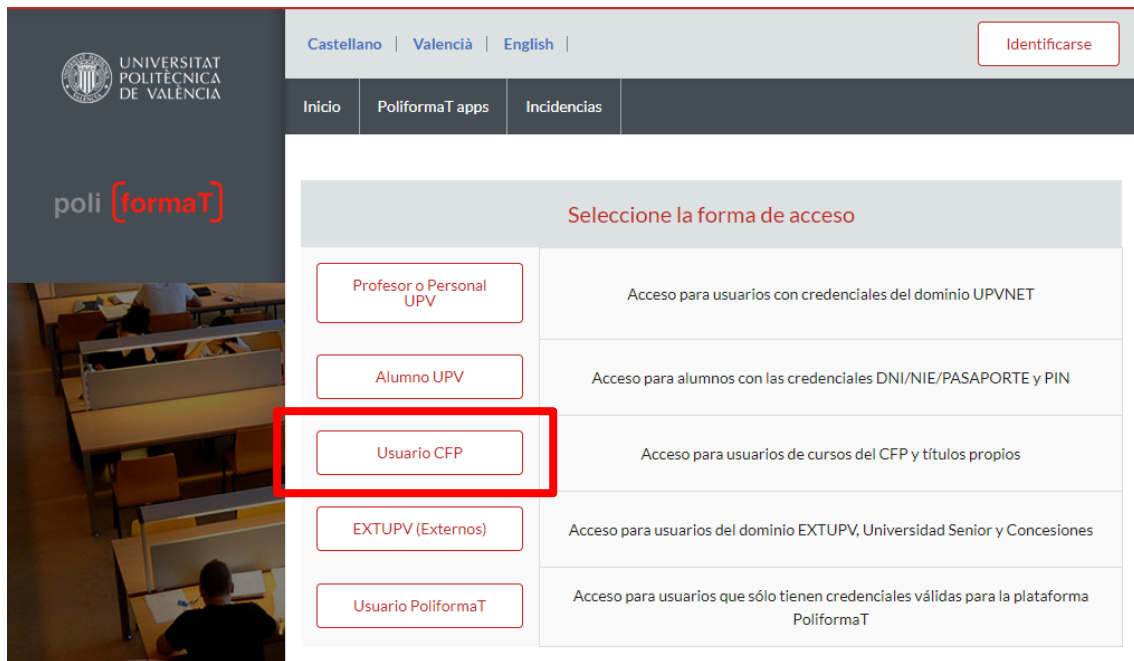 UNIVERSITAT
POLITÈCNICA
DE VALÈNCIA
poli [formaT]
Castellano | Valencià | English |
Identificarse
Inicio
PoliformaT apps
Incidencias
Seleccione la forma de acceso
Profesor o Personal
UPV
Acceso para usuarios con credenciales del dominio UPVNET
Alumno UPV
Acceso para alumnos con las credenciales DNI/NIE/PASAPORTE y PIN
Usuario CFP
Acceso para usuarios de cursos del CFP y títulos propios
EXTUPV (Externos)
Acceso para usuarios del dominio EXTUPV, Universidad Senior y Concesiones
Usuario PoliformaT
Acceso para usuarios que sólo tienen credenciales válidas para la plataforma
PoliformaT